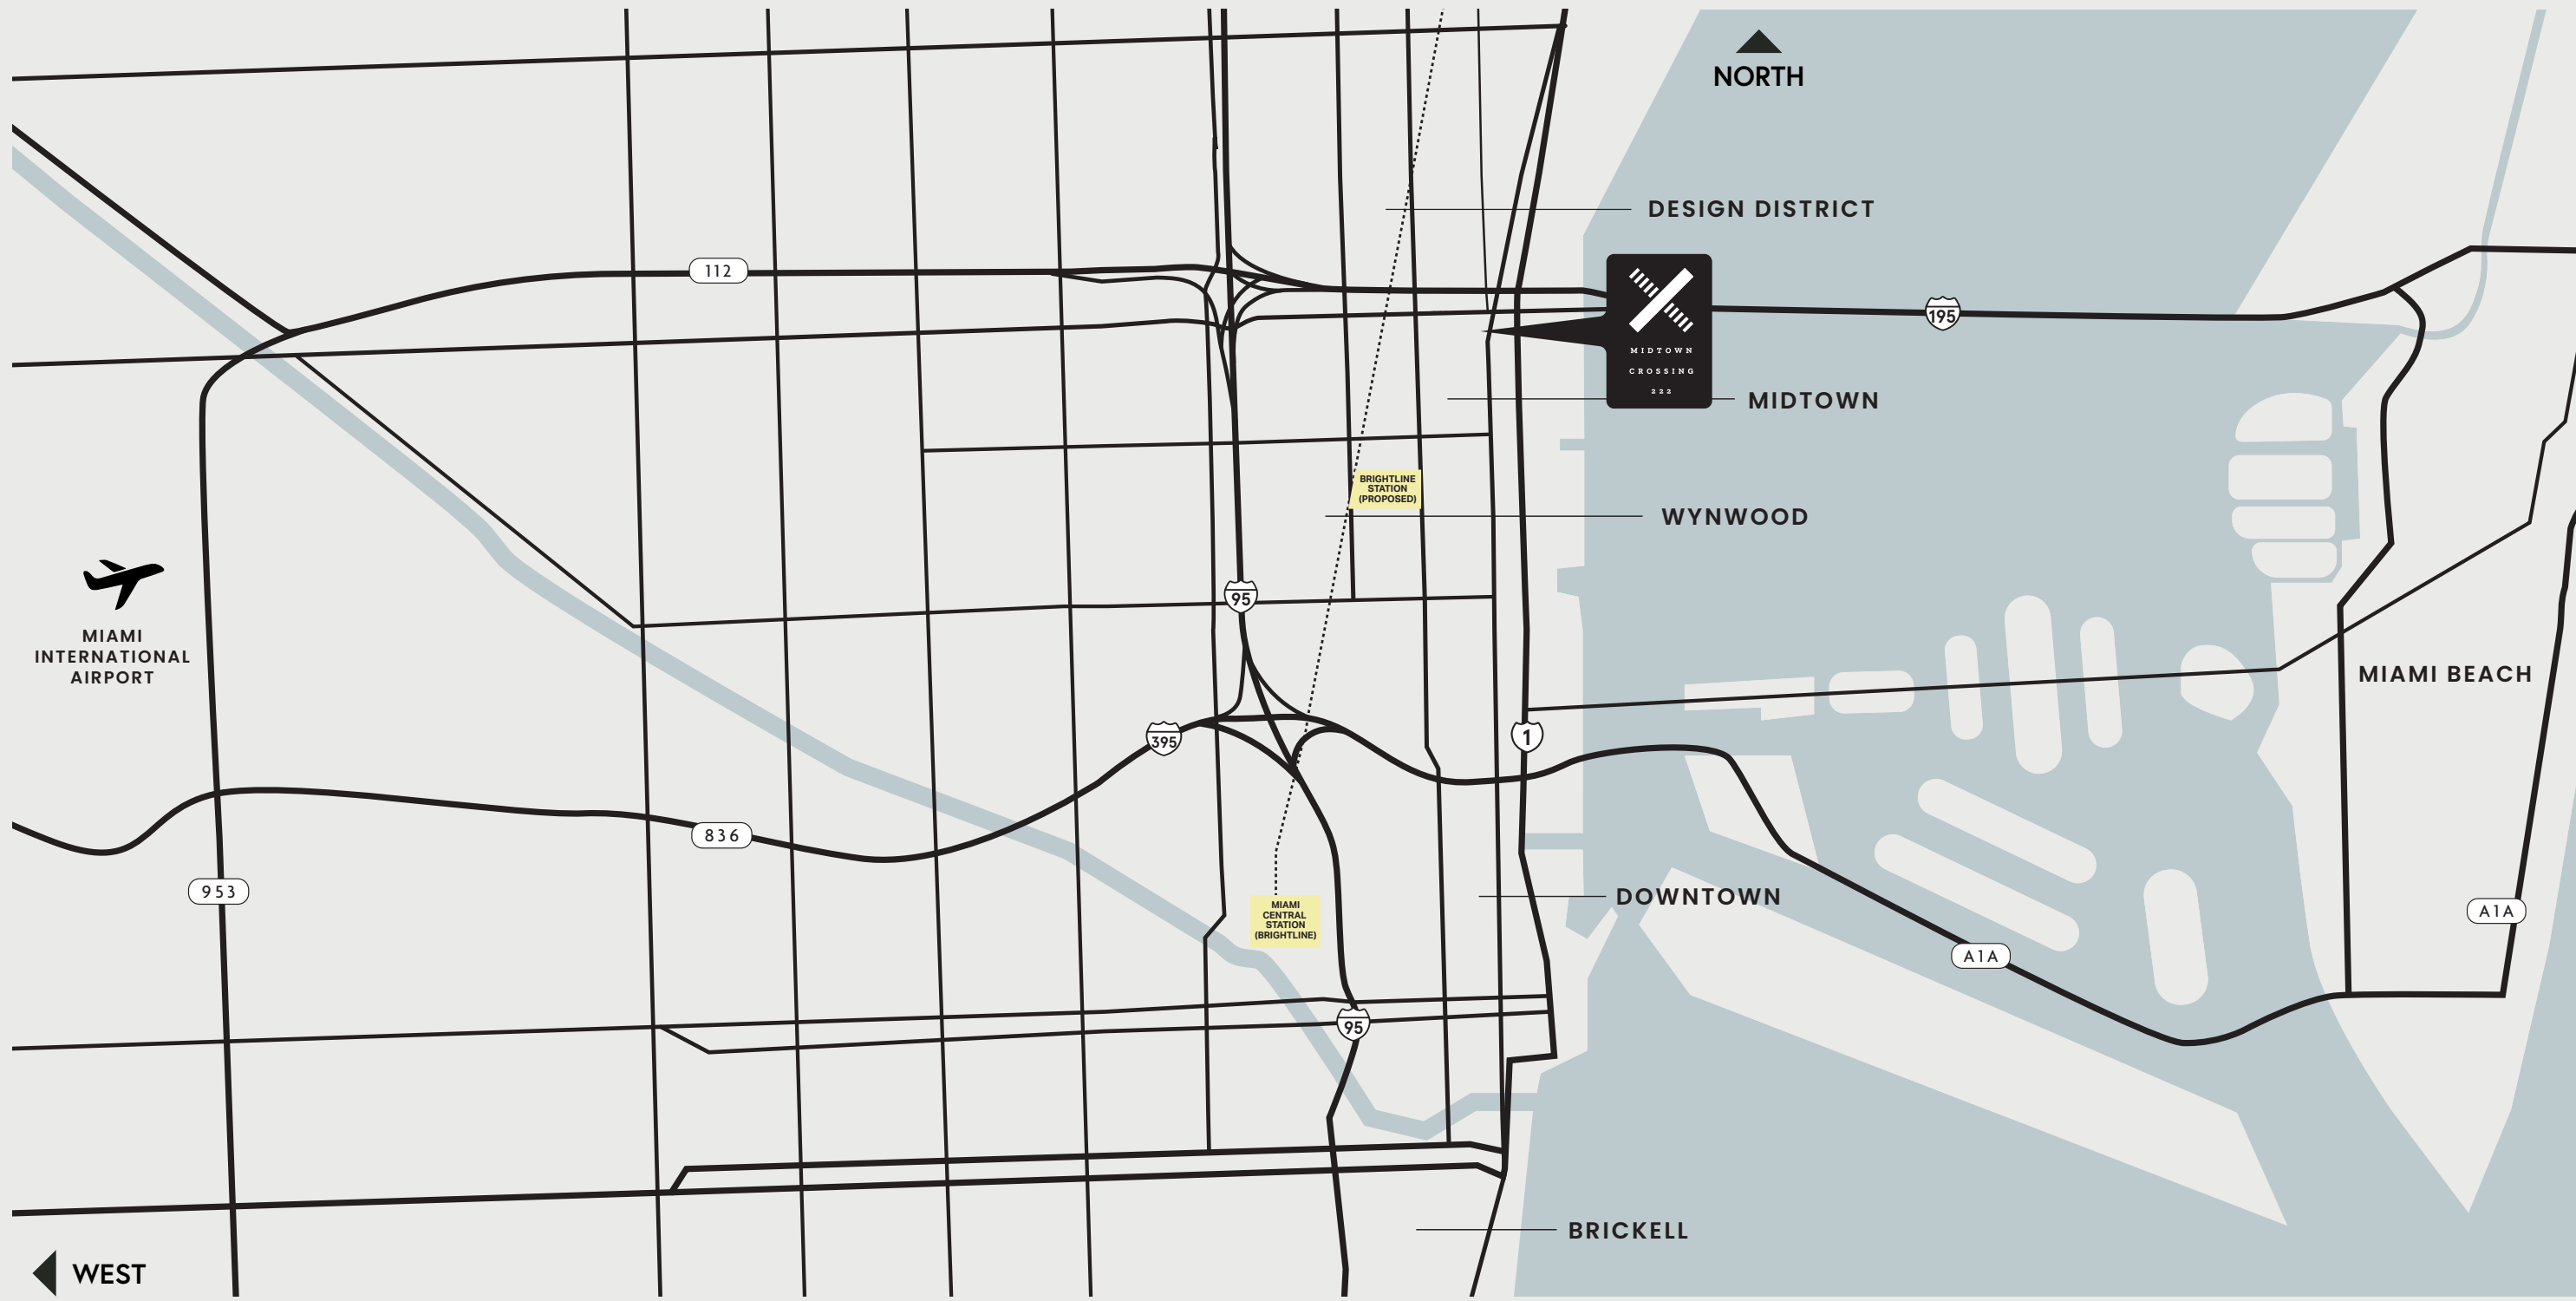 NORTH
DESIGN DISTRICT
112
195
MIDTOWN
CROSSING
222
MIDTOWN
BRIGHTLINE
STATION
(PROPOSED)
WYNWOOD
95
MIAMI
INTERNATIONAL
AIRPORT
MIAMI BEACH
395
1
836
953
MIAMI
CENTRAL
STATION
(BRIGHTLINE)
DOWNTOWN
A1A
A1A
95
BRICKELL
WEST